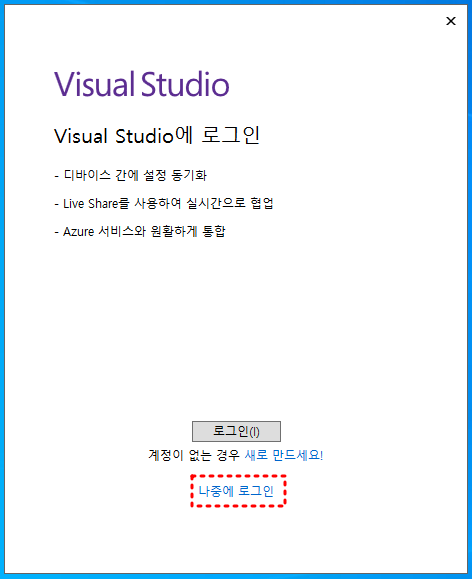 Visual Studio
Visual Studio에 로그인
- 디바이스 간에 설정 동기화
- Live Share를 사용하여 실시간으로 협업
- Azure 서비스와 원활하게 통합
로그인(I)
계정이 없는 경우 새로 만드세요!
나중에 로그인